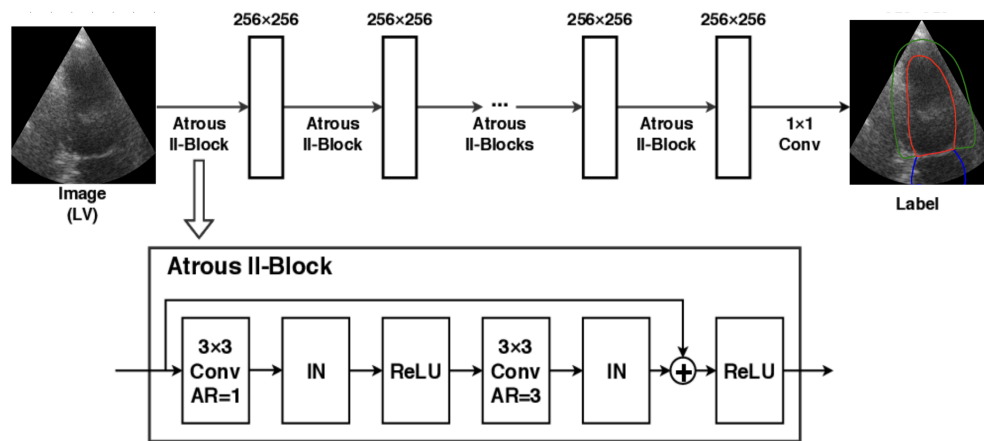 256×256
256×256
256×256
256×256
Atrous
II-Block
Atrous
II-Block
...
Atrous
II-Blocks
Atrous
II-Block
1×1
Conv
Image
(LV)
Label
Atrous II-Block
3×3
Conv
AR=1
IN
ReLU
3×3
Conv
AR=3
IN
+
ReLU